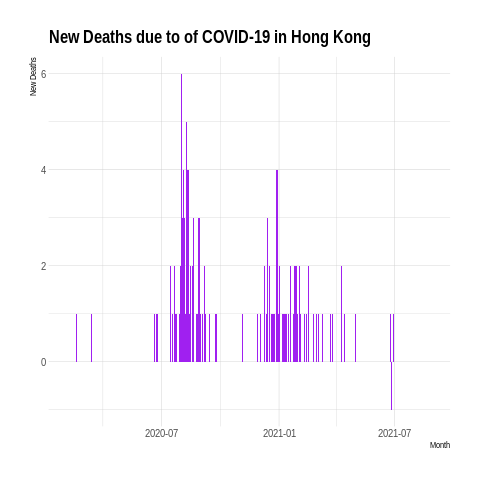 New Deaths due to of COVID-19 in Hong Kong
New Deaths
6
4
2
0
2020-07 2021-01 2021-07
Month